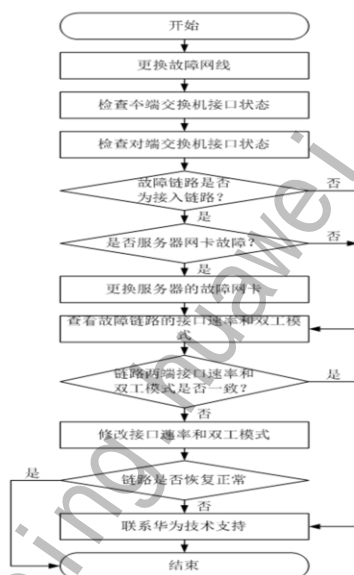 开始
更换故障网线
检查本端交换机接口状态
检查对端交换机接口状态
故障链路是否
为接入链路？
否
是
是否服务器网卡故障？
否
是
更换服务器的故障网卡
查看故障链路的接口速率和双工模
式
链路两端接口速率和
双工模式是否一致？
是
否
修改接口速率和双工模式
是
链路是否恢复正常
否
联系华为技术支持
结束
ing.huawei